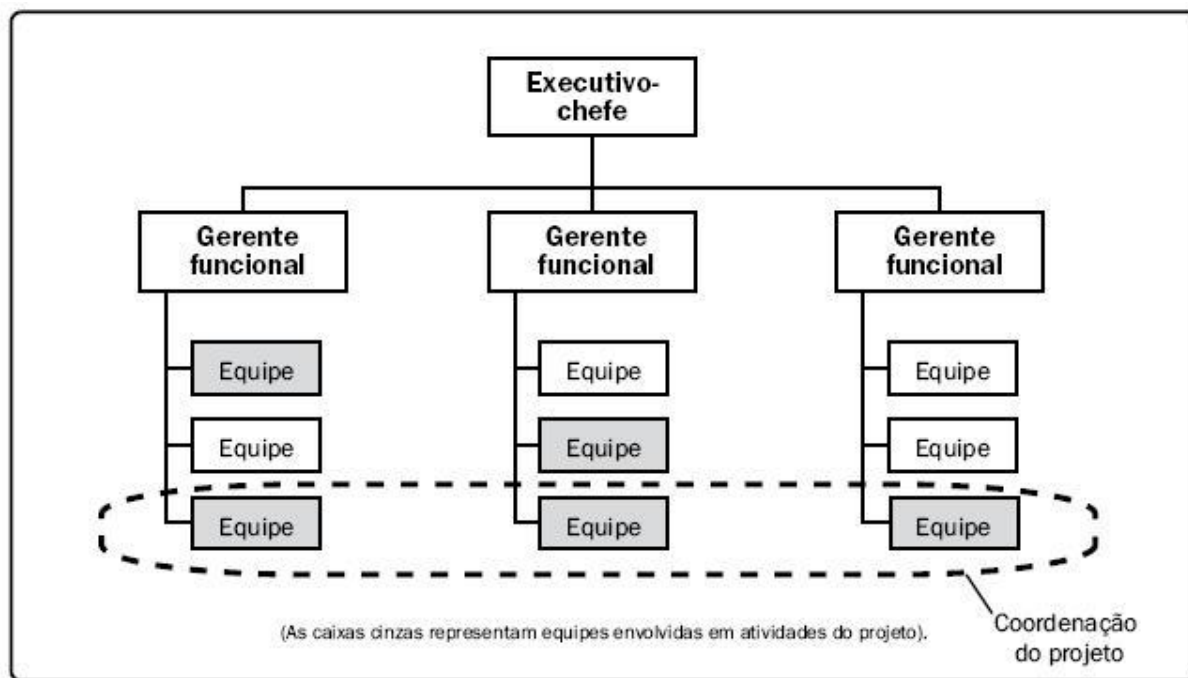 Executivo-
chefe
Gerente
funcional
Gerente
funcional
Gerente
funcional
Equipe
Equipe
Equipe
Equipe
Equipe
Equipe
Equipe
Equipe
Equipe
(As caixas cinzas representam equipes envolvidas em atividades do projeto).
Coordenação
do projeto